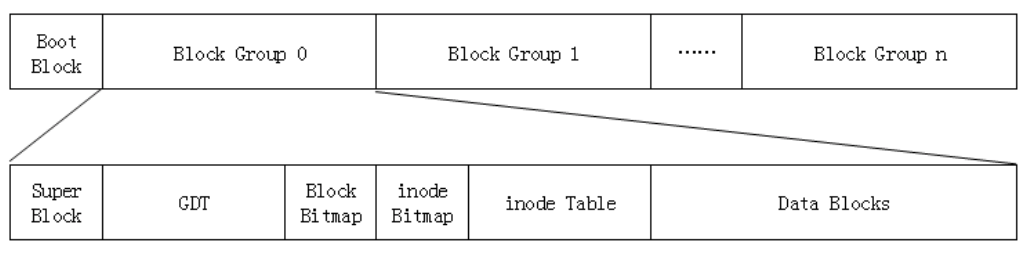 Boot
Block
Block Group 0
Block Group 1
······
Block Group n
Super
Block
GDT
Block
Bitmap
inode
Bitmap
inode Table
Data Blocks